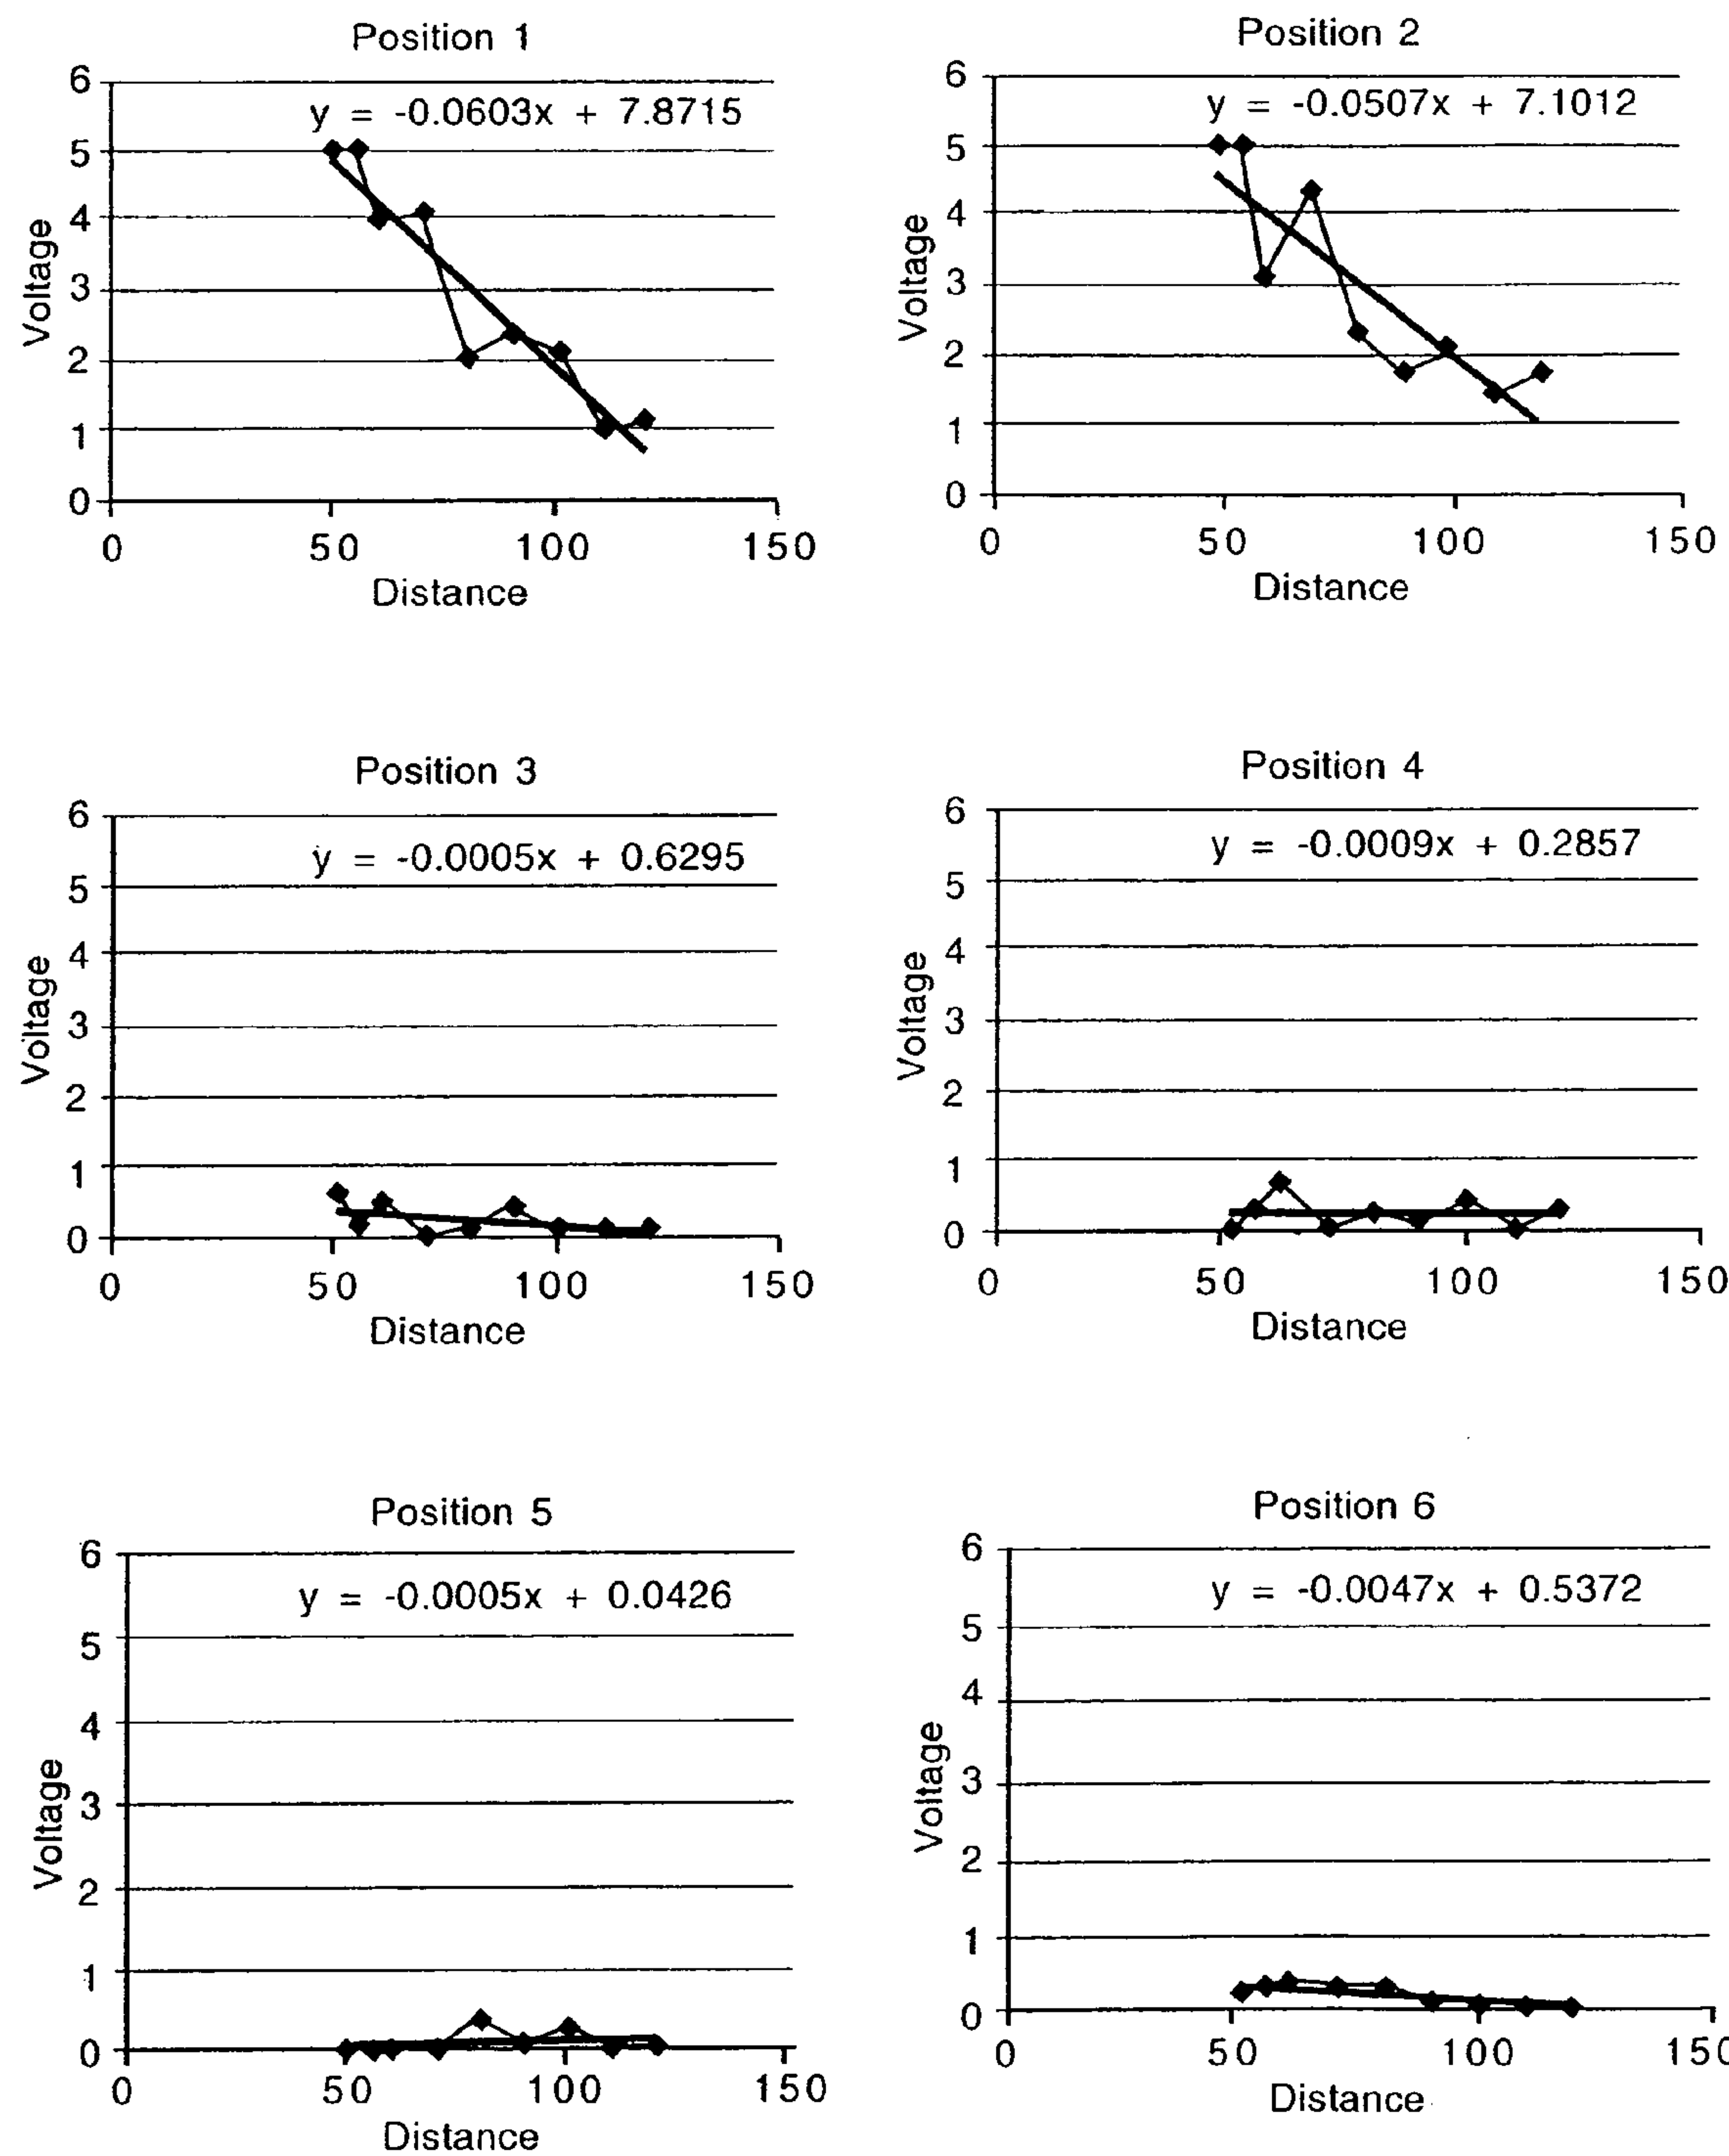 Position 1
y = -0.0603x + 7.8715
6
5
4
3
2
1
0
Voltage
0 50 100 150
Distance
Position 2
y = -0.0507x + 7.1012
6
5
4
3
2
1
0
Voltage
0 50 100 150
Distance
Position 3
y = -0.0005x + 0.6295
6
5
4
3
2
1
0
Voltage
0 50 100 150
Distance
Position 4
y = -0.0009x + 0.2857
6
5
4
3
2
1
0
Voltage
0 50 100 150
Distance
Position 5
y = -0.0005x + 0.0426
6
5
4
3
2
1
0
Voltage
0 50 100 150
Distance
Position 6
y = -0.0047x + 0.5372
6
5
4
3
2
1
0
Voltage
0 50 100 150
Distance